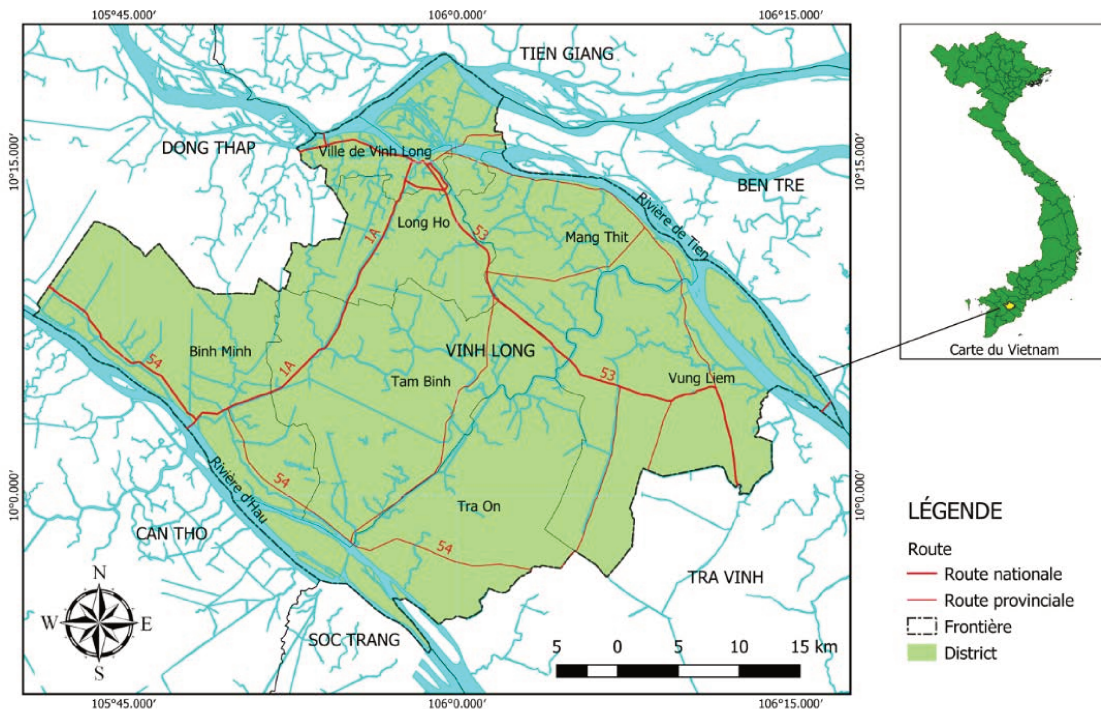 105°45.000′
106°0.000′
106°15.000′
TIEN GIANG
DONG THAP
Ville de Vinh Long
10°15.000′
10°15.000′
BEN TRE
Rivière de Tien
Long Ho
Mang Thit
1A
53
Binh Minh
VINH LONG
54
1A
Tam Binh
53
Vung Liem
Carte du Vietnam
54
Rivière d'Hau
Tra On
10°0.000′
10°0.000′
CAN THO
54
TRA VINH
SOC TRANG
N
W
E
S
5
0
5
10
15 km
LÉGENDE
Route
Route nationale
Route provinciale
Frontière
District
105°45.000′
106°0.000′
106°15.000′